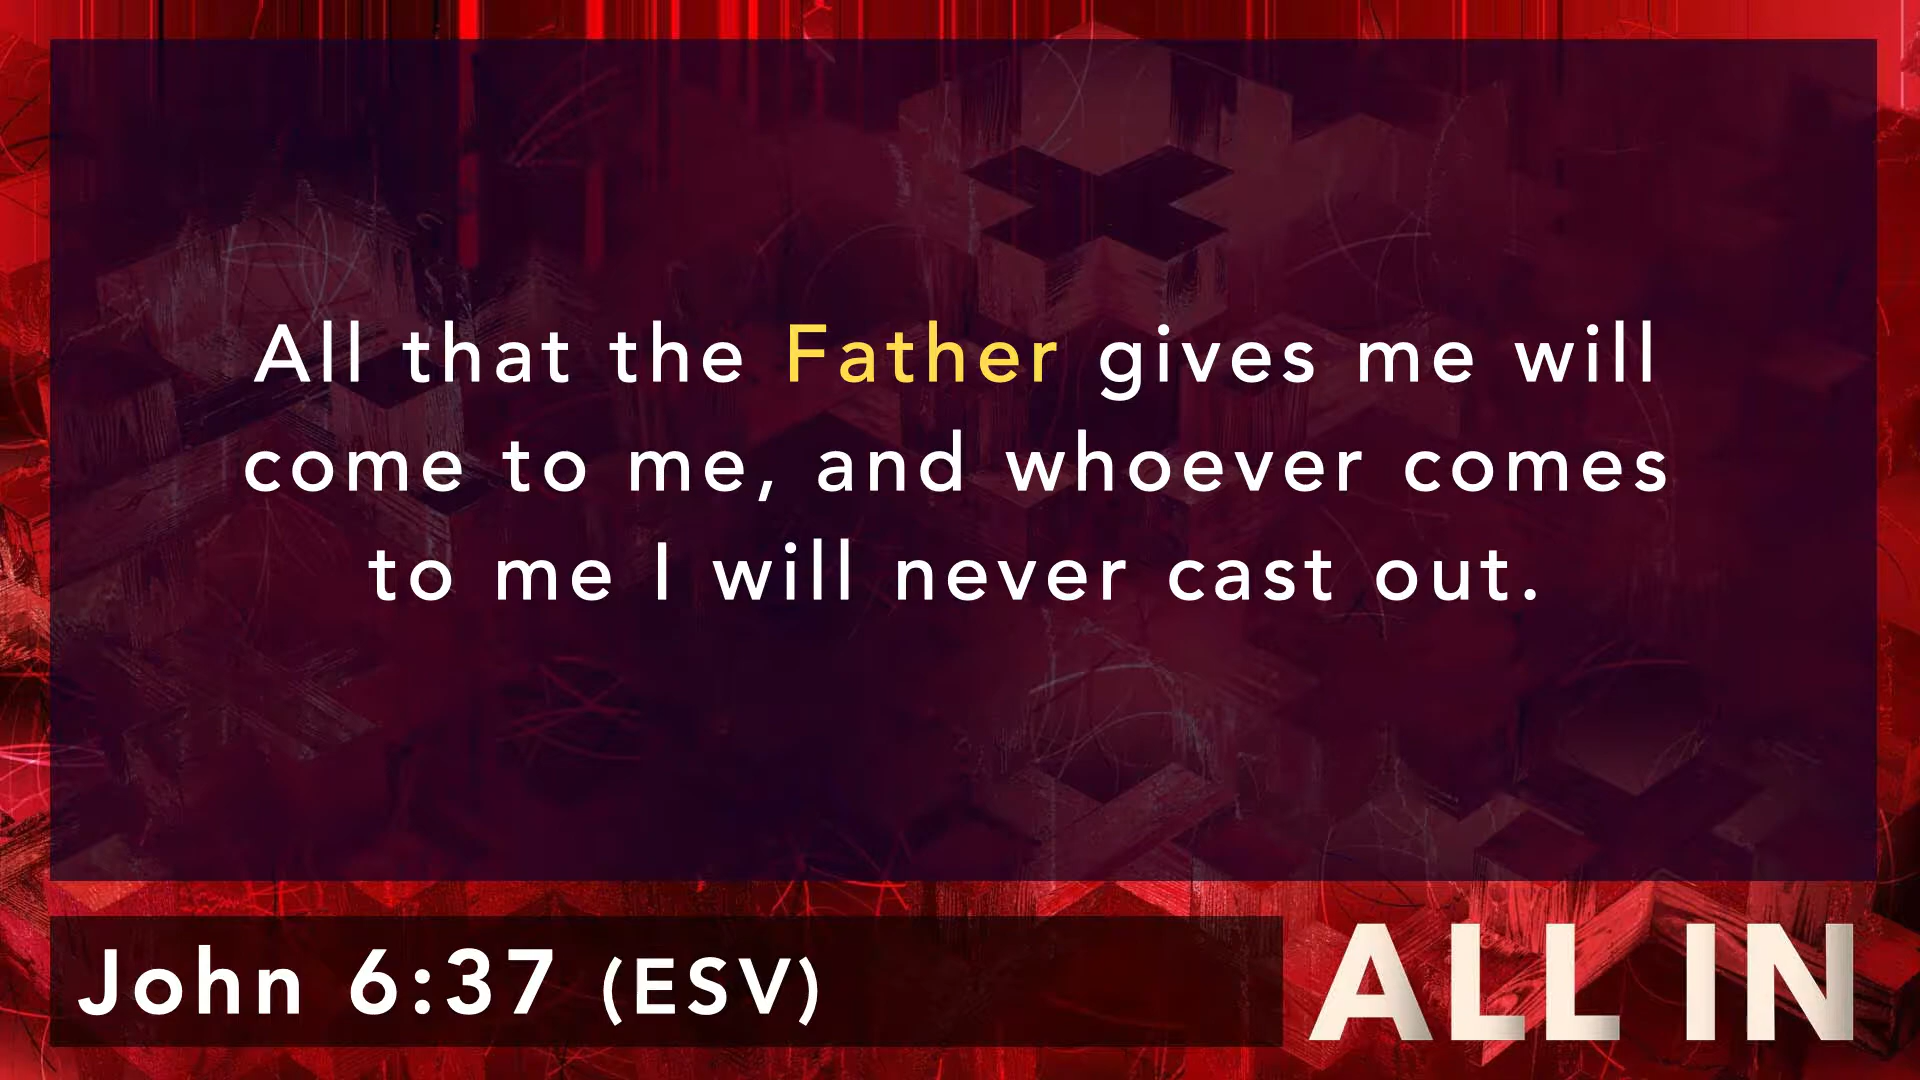 All that the Father gives me will
come to me, and whoever comes
to me I will never cast out.
John 6:37 (ESV)
ALL IN